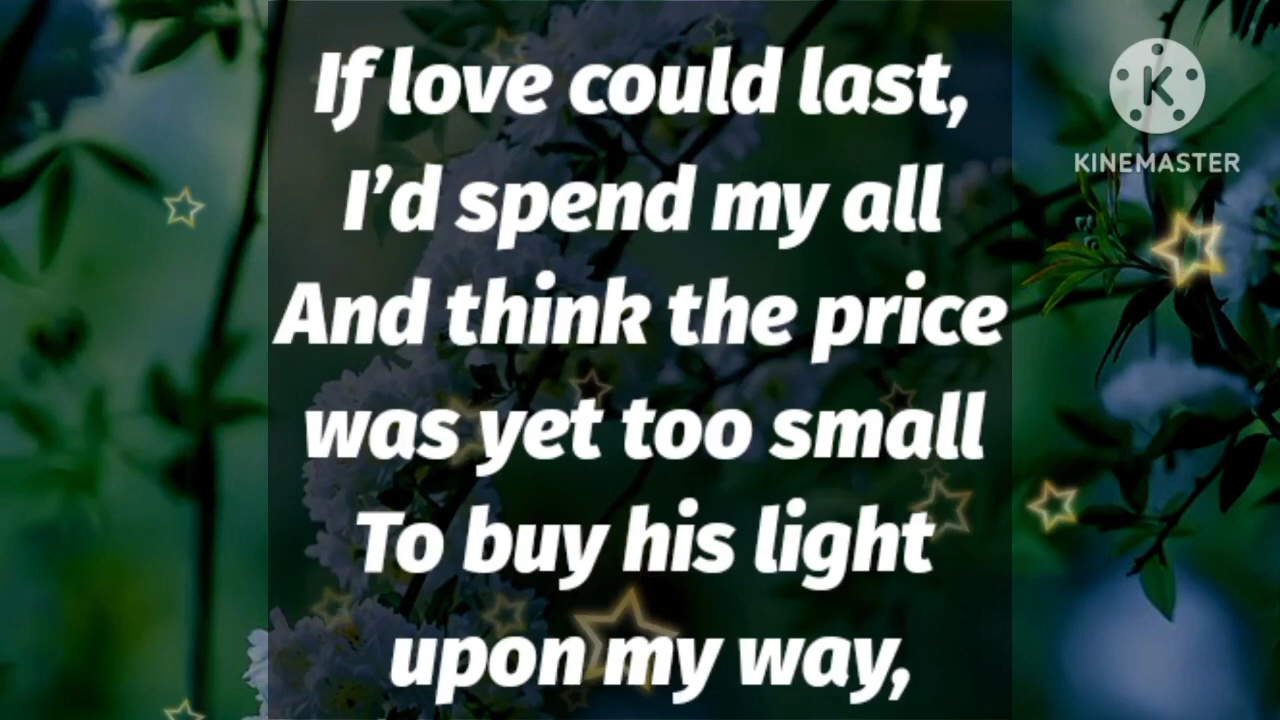 If love could last,
I’d spend my all
And think the price
was yet too small
To buy his light
upon my way,
K
KINEMASTER